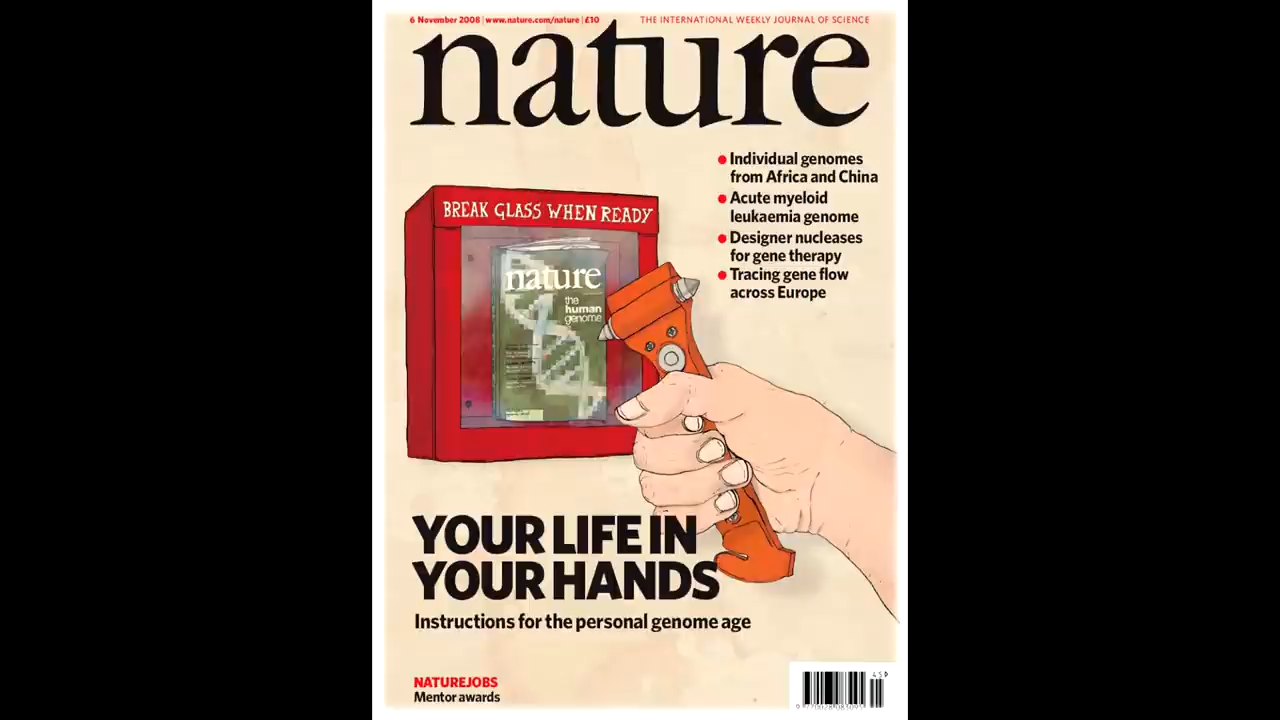 6 November 2008 | www.nature.com/nature | £10
THE INTERNATIONAL WEEKLY JOURNAL OF SCIENCE
nature
Individual genomes
from Africa and China
Acute myeloid
leukaemia genome
Designer nucleases
for gene therapy
Tracing gene flow
across Europe
BREAK GLASS WHEN READY
nature
the
human
genome
YOUR LIFE IN
YOUR HANDS
Instructions for the personal genome age
NATUREJOBS
Mentor awards